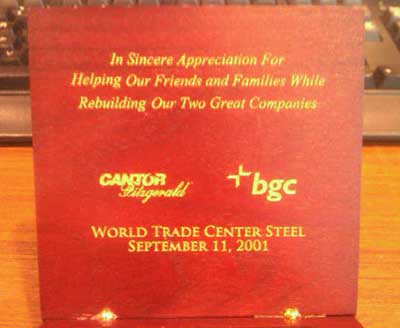 In Sincere Appreciation For
Helping Our Friends and Families While
Rebuilding Our Two Great Companies
CANTOR
Fitzgerald
bgc
WORLD TRADE CENTER STEEL
SEPTEMBER 11, 2001